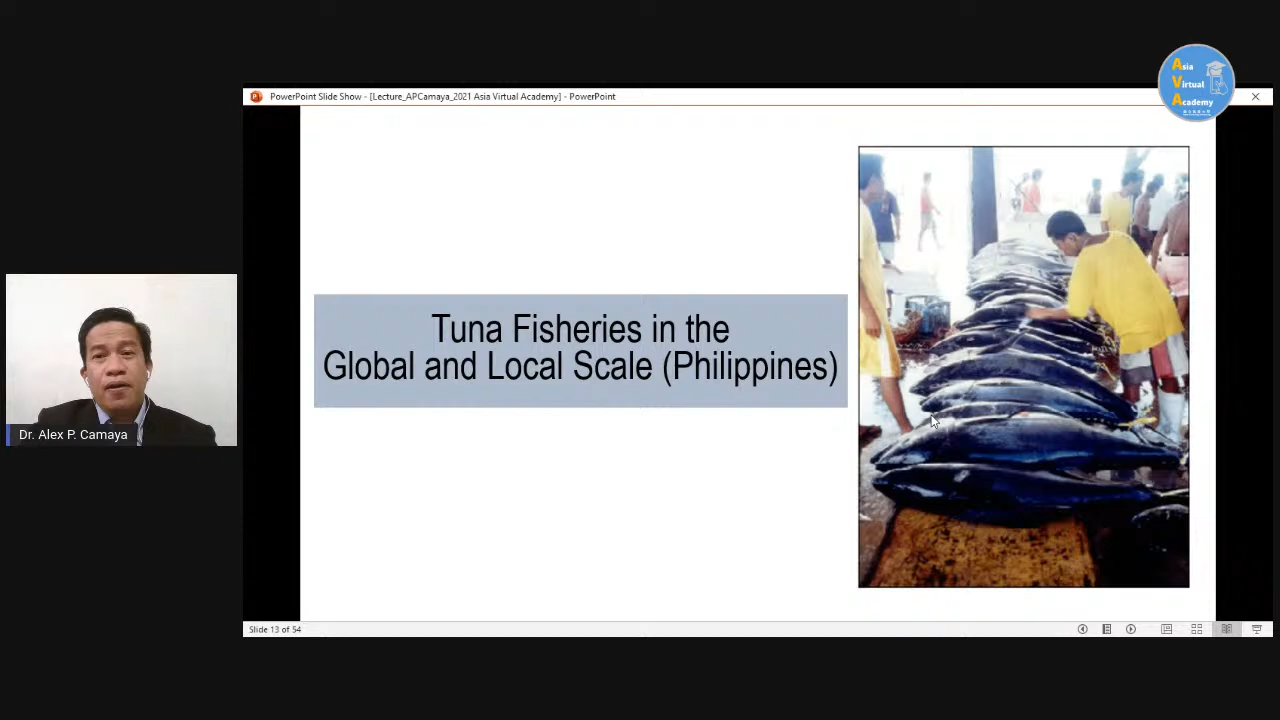 Asia
Virtual
Academy
PowerPoint Slide Show - [Lecture_APCamaya_2021 Asia Virtual Academy] - PowerPoint
Tuna Fisheries in the
Global and Local Scale (Philippines)
Dr. Alex P. Camaya
Slide 13 of 54